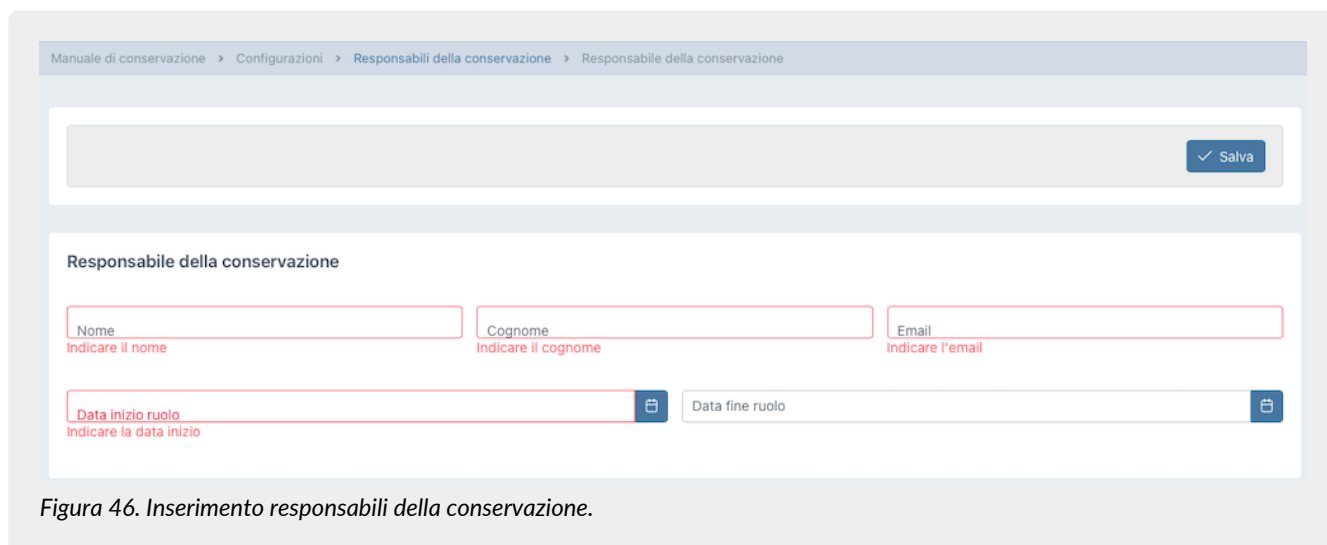 Manuale di conservazione > Configurazioni > Responsabili della conservazione > Responsabile della conservazione
Salva
Responsabile della conservazione
Nome Cognome Email
Indicare il nome Indicare il cognome Indicare l'email
Data inizio ruolo Data fine ruolo
Indicare la data inizio
Figura 46. Inserimento responsabili della conservazione.